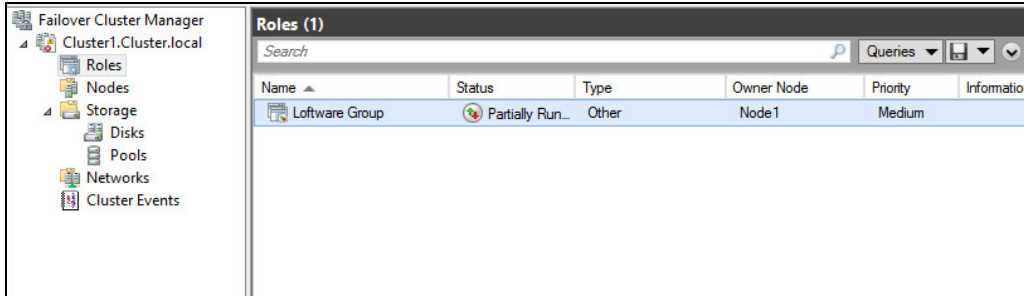 Failover Cluster Manager
Cluster1.Cluster.local
Roles
Nodes
Storage
Disks
Pools
Networks
Cluster Events
Roles (1)
Search Queries
Name Status Type Owner Node Priority Informatio
Loftware Group Partially Run... Other Node1 Medium